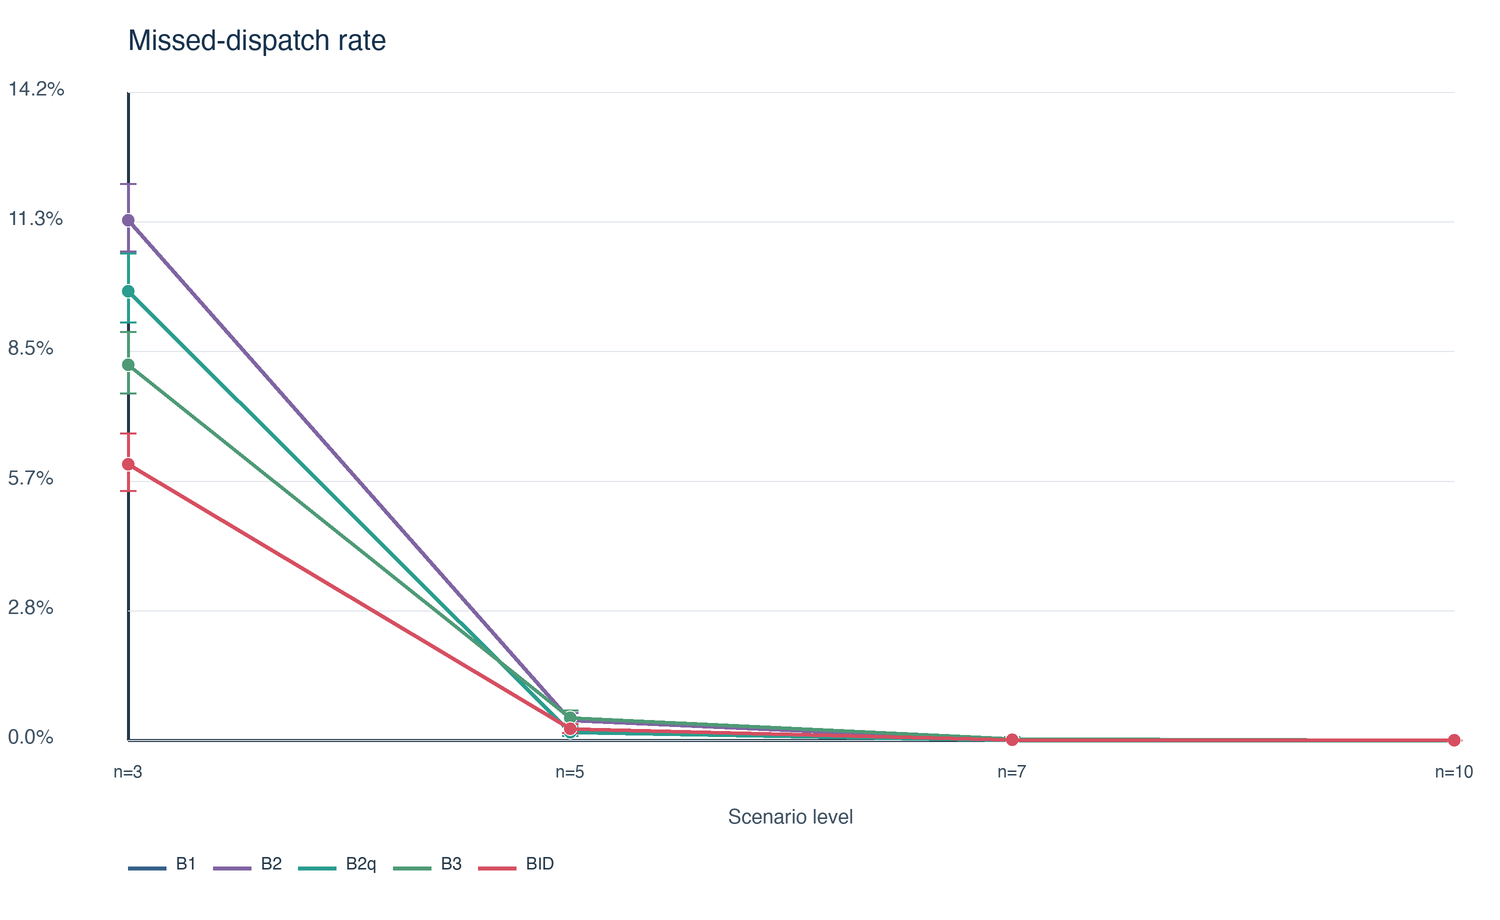 Missed-dispatch rate
14.2%
11.3%
8.5%
5.7%
2.8%
0.0%
n=3 n=5 n=7 n=10
Scenario level
B1 B2 B2q B3 BID